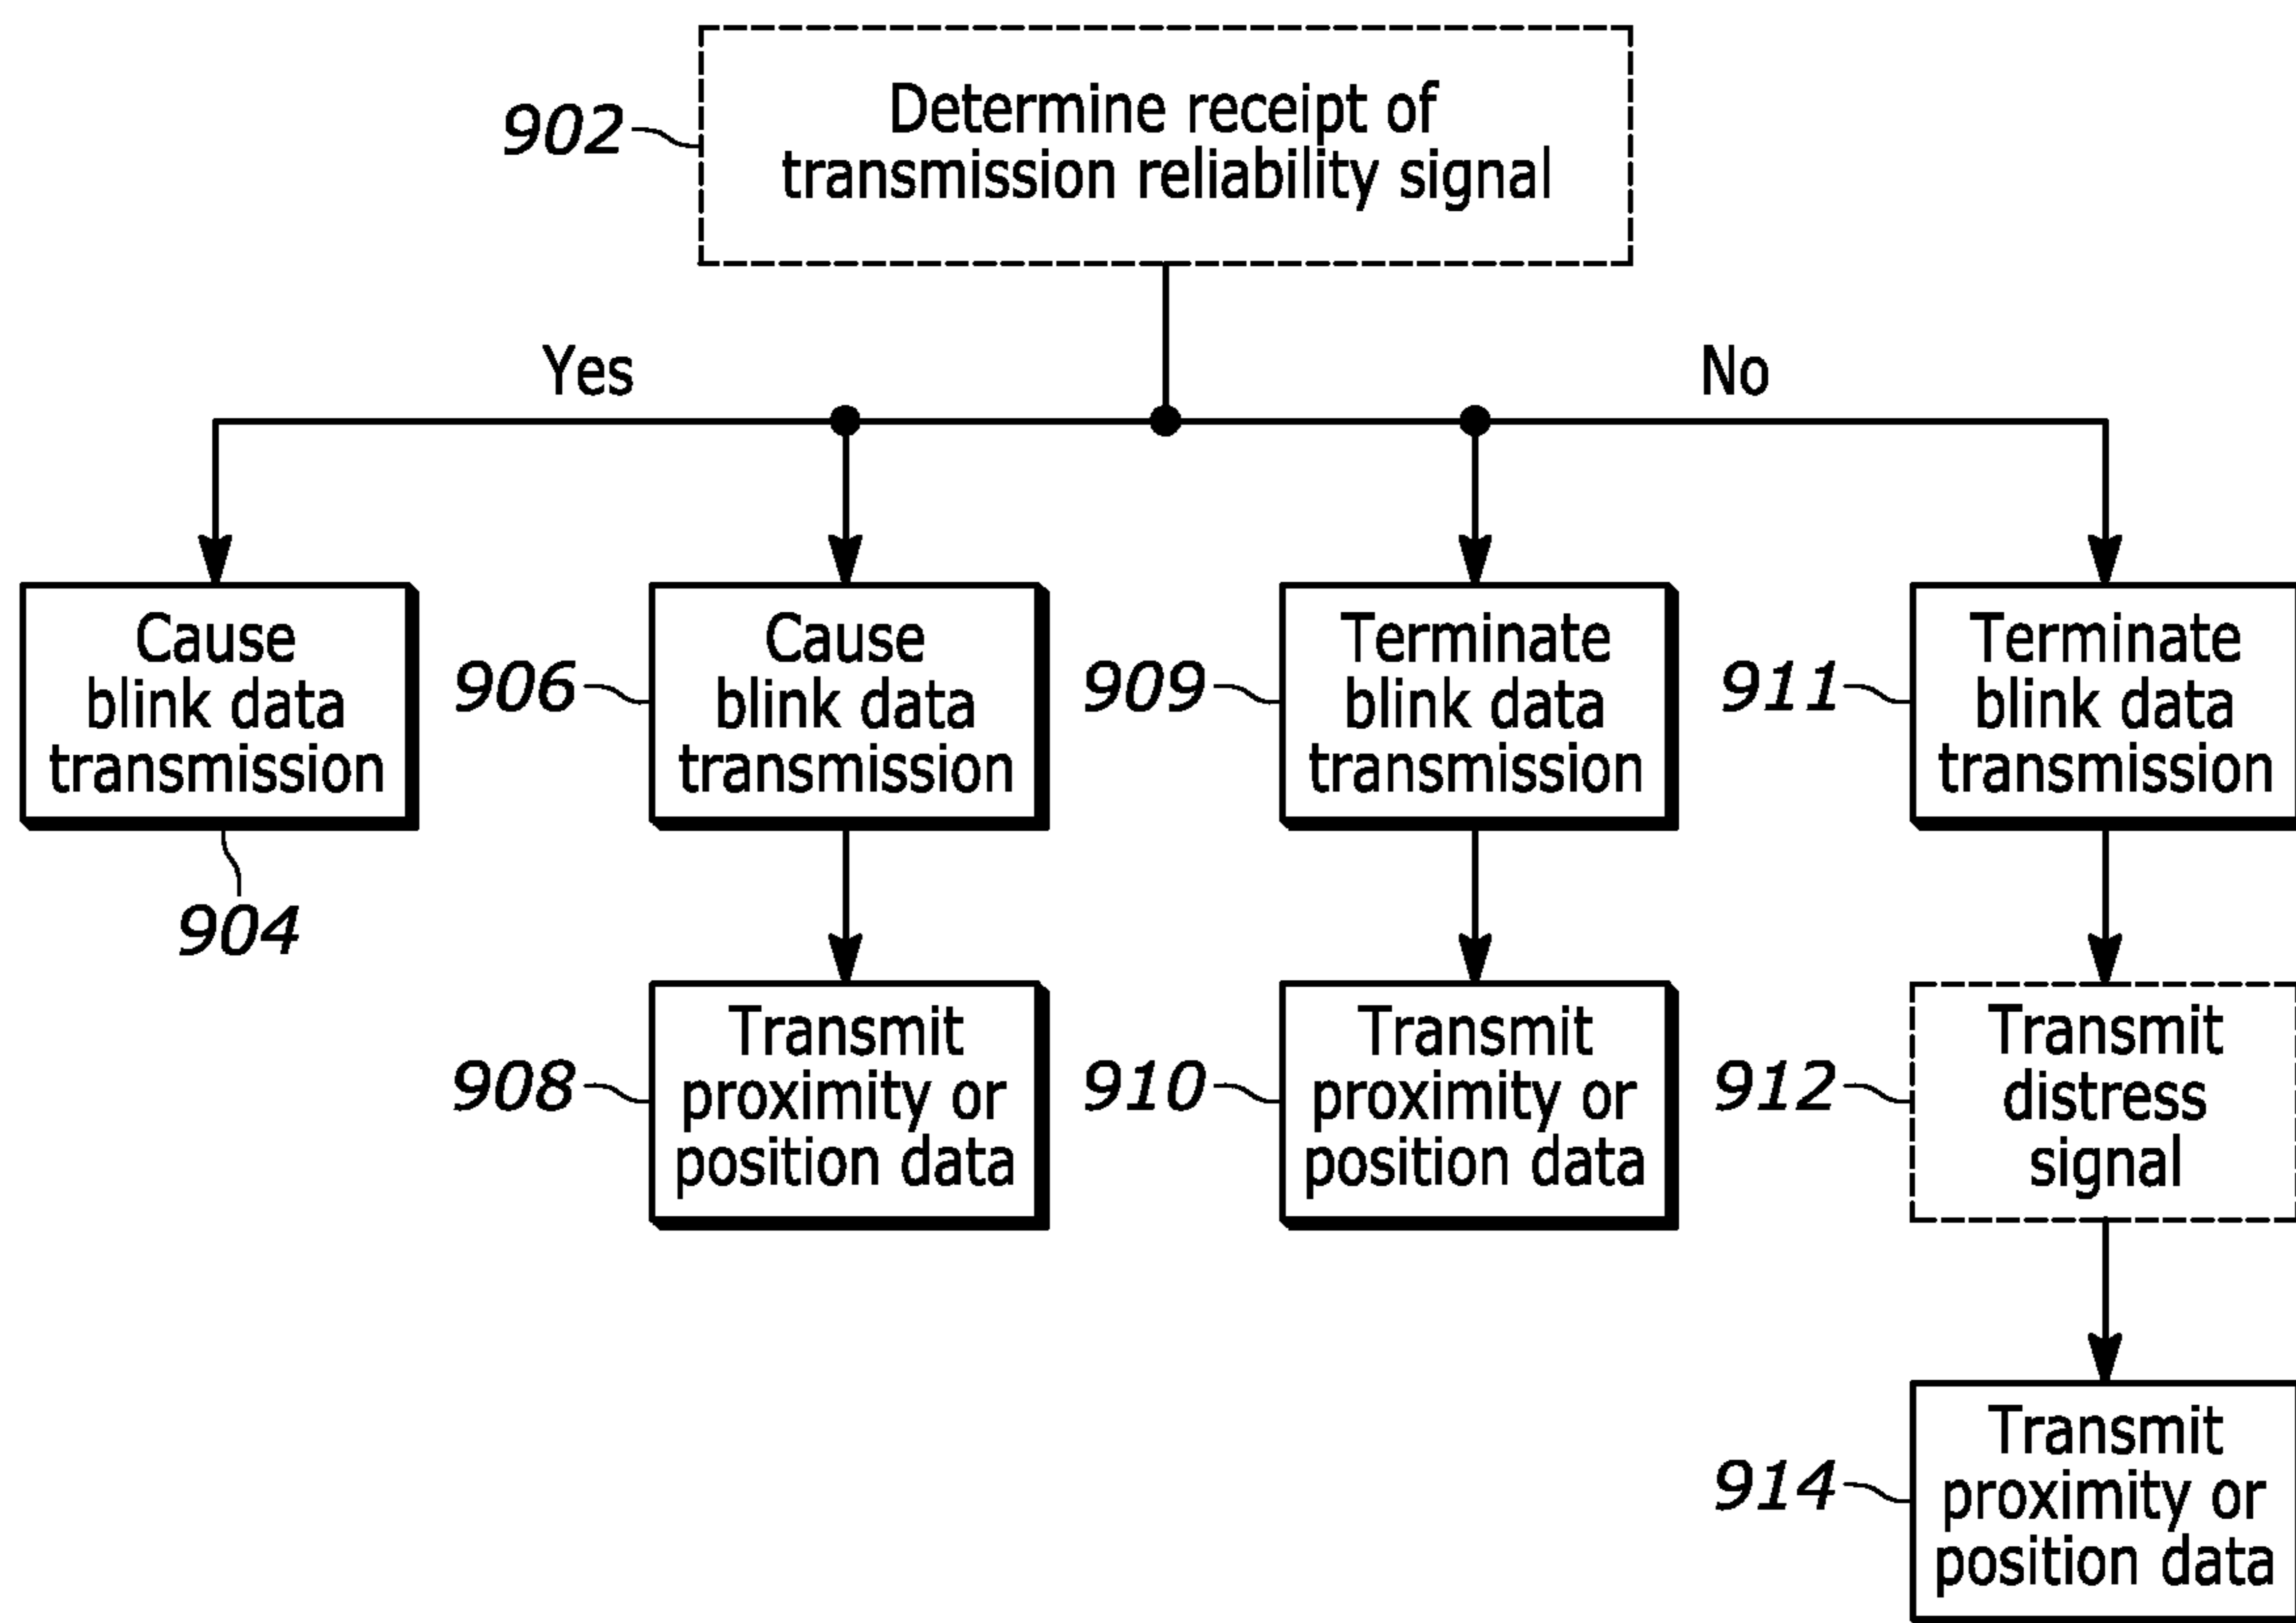 902
Determine receipt of
transmission reliability signal
Yes
No
Cause
blink data
transmission
904
906
Cause
blink data
transmission
909
Terminate
blink data
transmission
911
Terminate
blink data
transmission
908
Transmit
proximity or
position data
910
Transmit
proximity or
position data
912
Transmit
distress
signal
914
Transmit
proximity or
position data